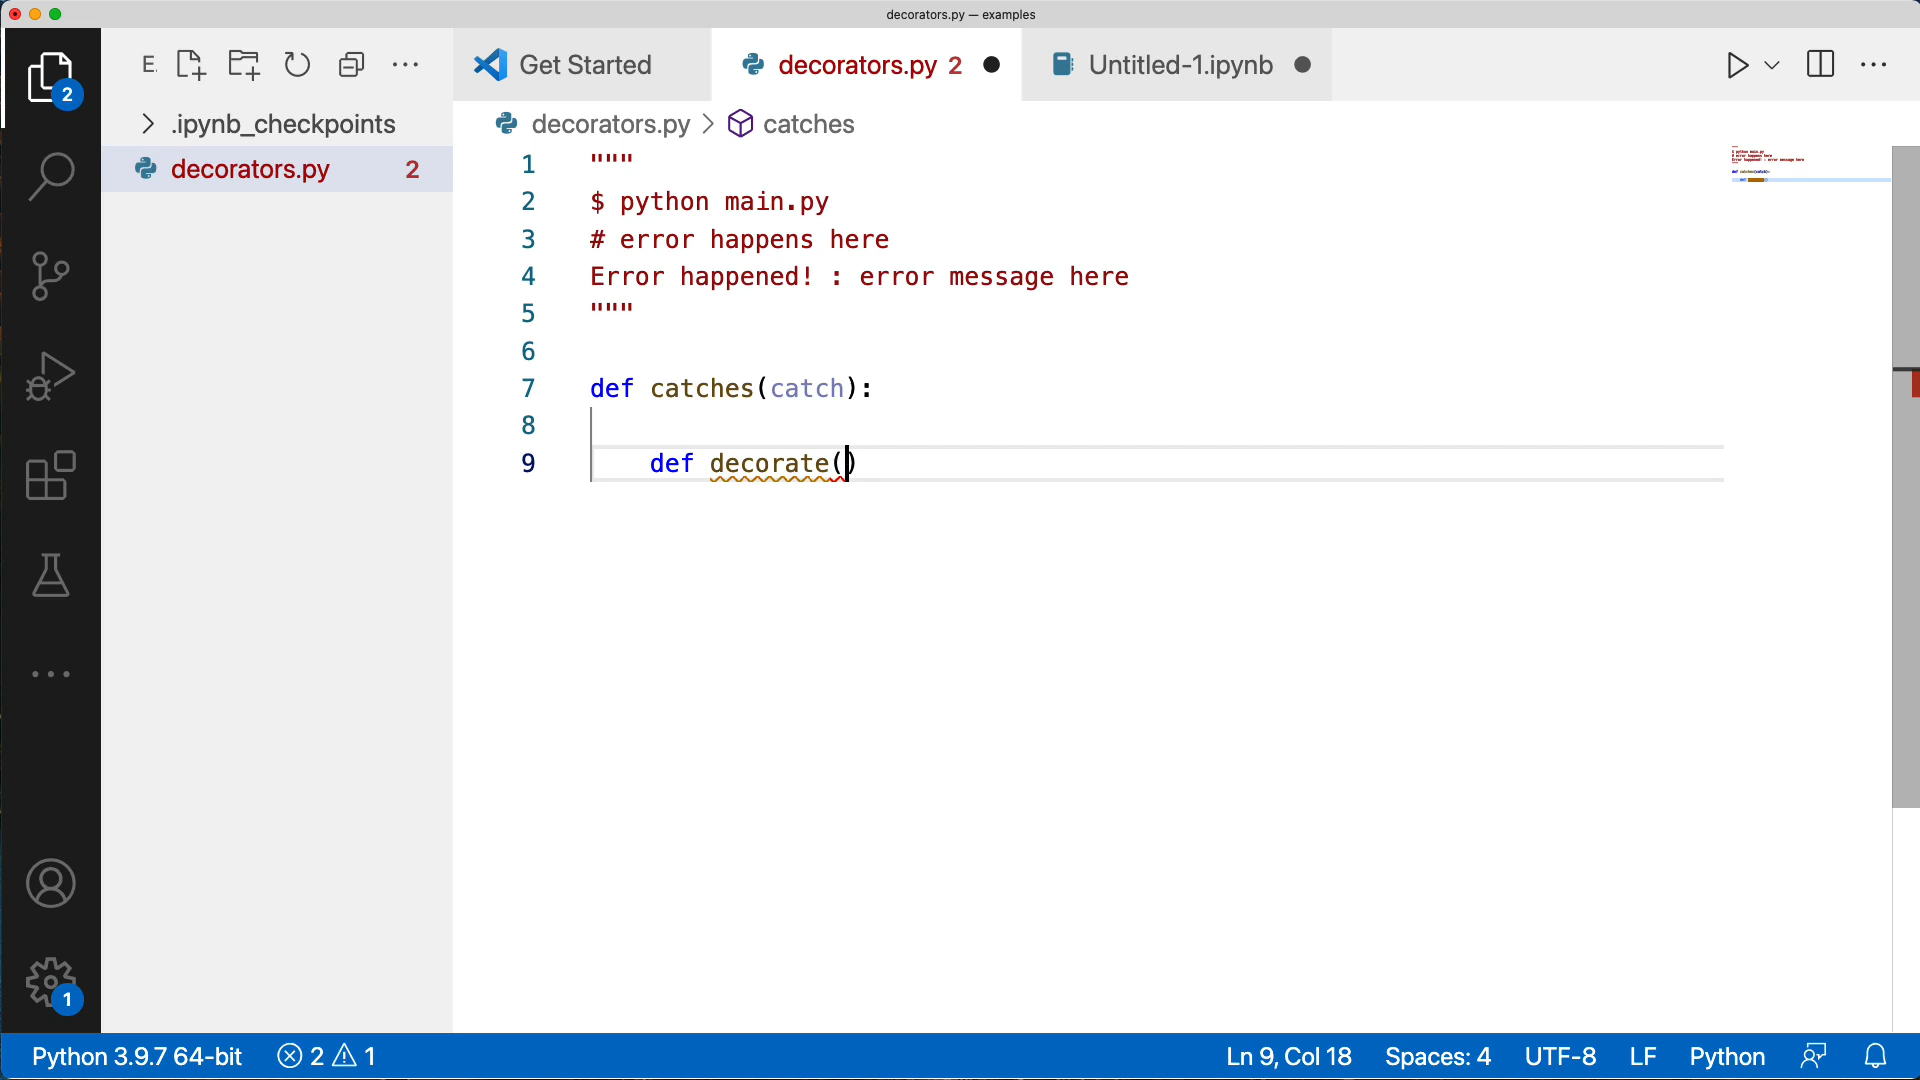 decorators.py — examples
E.
Get Started
decorators.py 2
Untitled-1.ipynb
2
.ipynb_checkpoints
decorators.py 2
decorators.py > catches
1 """
2 $ python main.py
3 # error happens here
4 Error happened! : error message here
5 """
6
7 def catches(catch):
8
9 def decorate()
1
Python 3.9.7 64-bit
2
1
Ln 9, Col 18
Spaces: 4
UTF-8
LF
Python